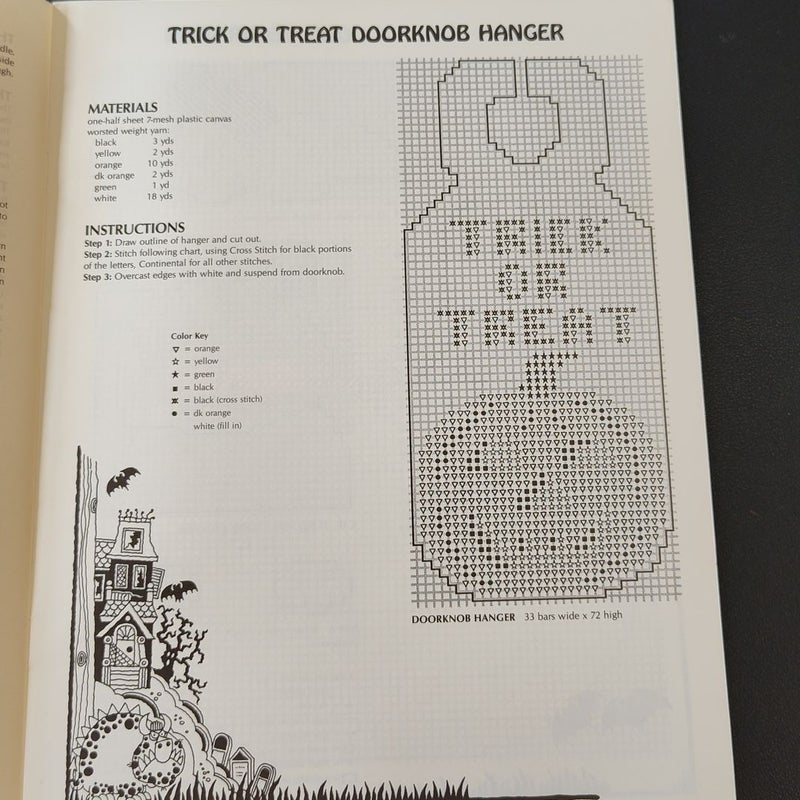 TRICK OR TREAT DOORKNOB HANGER
MATERIALS
one-half sheet 7-mesh plastic canvas
worsted weight yarn:
black 3 yds
yellow 2 yds
orange 10 yds
dk orange 2 yds
green 1 yd
white 18 yds
INSTRUCTIONS
Step 1: Draw outline of hanger and cut out.
Step 2: Stitch following chart, using Cross Stitch for black portions
of the letters, Continental for all other stitches.
Step 3: Overcast edges with white and suspend from doorknob.
Color Key
▽ = orange
☆ = yellow
★ = green
■ = black
ж = black (cross stitch)
● = dk orange
white (fill in)
TRICK
OR
TREAT
DOORKNOB HANGER 33 bars wide x 72 high